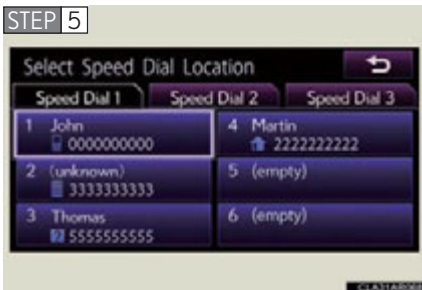 STEP 5
Select Speed Dial Location
Speed Dial 1 Speed Dial 2 Speed Dial 3
1 John
0000000000
2 (unknown)
3333333333
3 Thomas
5555555555
4 Martin
2222222222
5 (empty)
6 (empty)